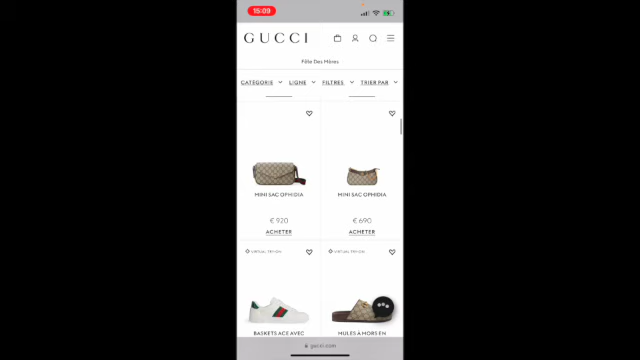 15:09
GUCCI
Fête Des Mères
CATÉGORIE LIGNE FILTRES TRIER PAR
MINI SAC OPHIDIA MINI SAC OPHIDIA
€ 920 € 690
ACHETER ACHETER
VIRTUAL TRY-ON VIRTUAL TRY-ON
BASKETS ACE AVEC MULES À MORS EN
gucci.com